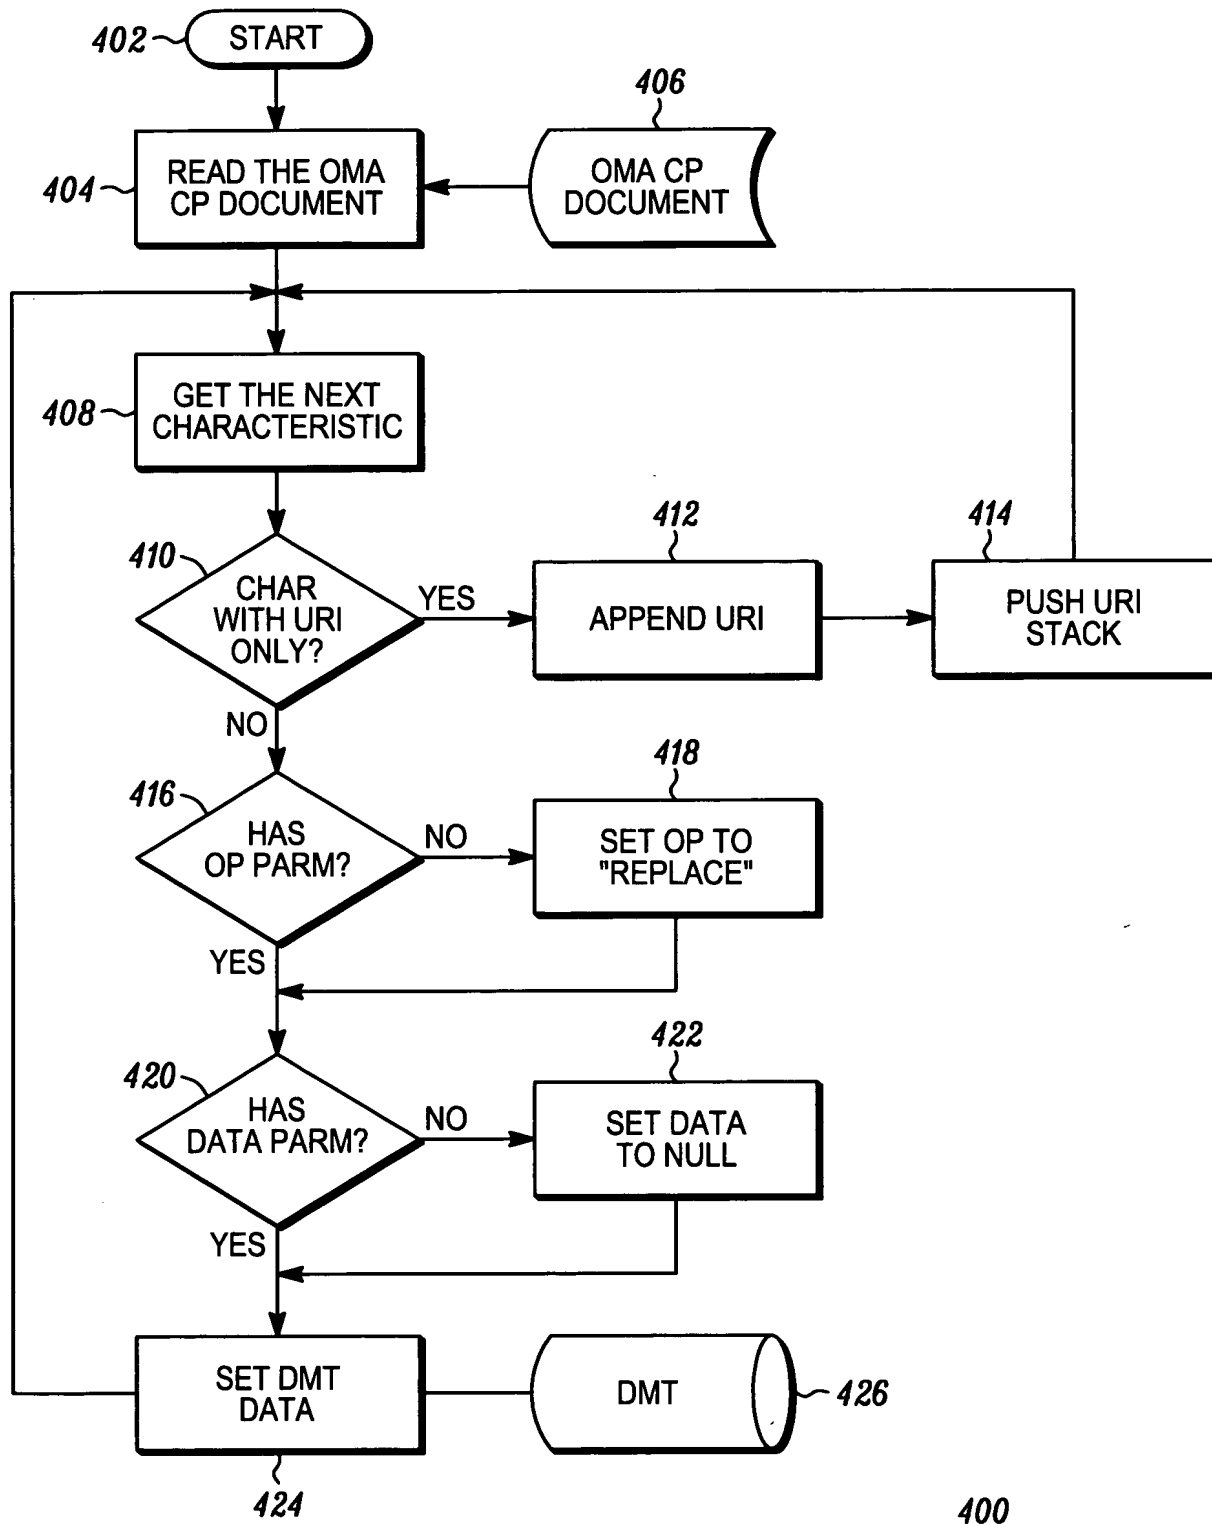 402
START
406
404
READ THE OMA
CP DOCUMENT
OMA CP
DOCUMENT
408
GET THE NEXT
CHARACTERISTIC
410
CHAR
WITH URI
ONLY?
YES
412
APPEND URI
414
PUSH URI
STACK
NO
416
HAS
OP PARM?
NO
418
SET OP TO
"REPLACE"
YES
420
HAS
DATA PARM?
NO
422
SET DATA
TO NULL
YES
SET DMT
DATA
424
DMT
426
400